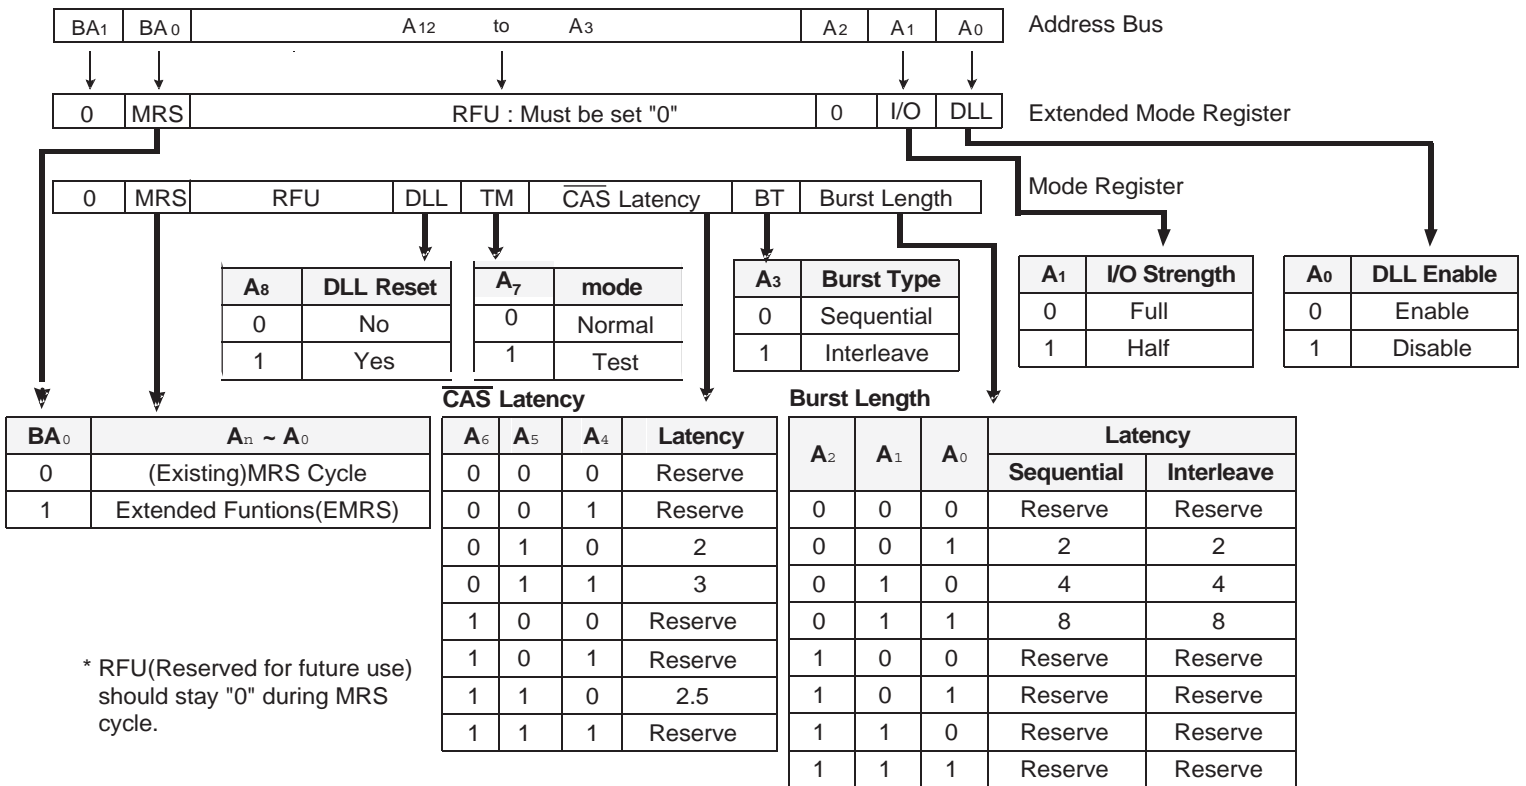 BA1 BA0 A12 to A3 A2 A1 A0 Address Bus
0 MRS RFU : Must be set "0" 0 I/O DLL Extended Mode Register
0 MRS RFU DLL TM CAS Latency BT Burst Length Mode Register
A8 DLL Reset
0 No
1 Yes
A7 mode
0 Normal
1 Test
A3 Burst Type
0 Sequential
1 Interleave
A1 I/O Strength
0 Full
1 Half
A0 DLL Enable
0 Enable
1 Disable
BA0 An ~ A0
0 (Existing)MRS Cycle
1 Extended Funtions(EMRS)
* RFU(Reserved for future use)
should stay "0" during MRS
cycle.
CAS Latency
A6 A5 A4 Latency
0 0 0 Reserve
0 0 1 Reserve
0 1 0 2
0 1 1 3
1 0 0 Reserve
1 0 1 Reserve
1 1 0 2.5
1 1 1 Reserve
Burst Length
A2 A1 A0 Latency
Sequential Interleave
0 0 0 Reserve Reserve
0 0 1 2 2
0 1 0 4 4
0 1 1 8 8
1 0 0 Reserve Reserve
1 0 1 Reserve Reserve
1 1 0 Reserve Reserve
1 1 1 Reserve Reserve